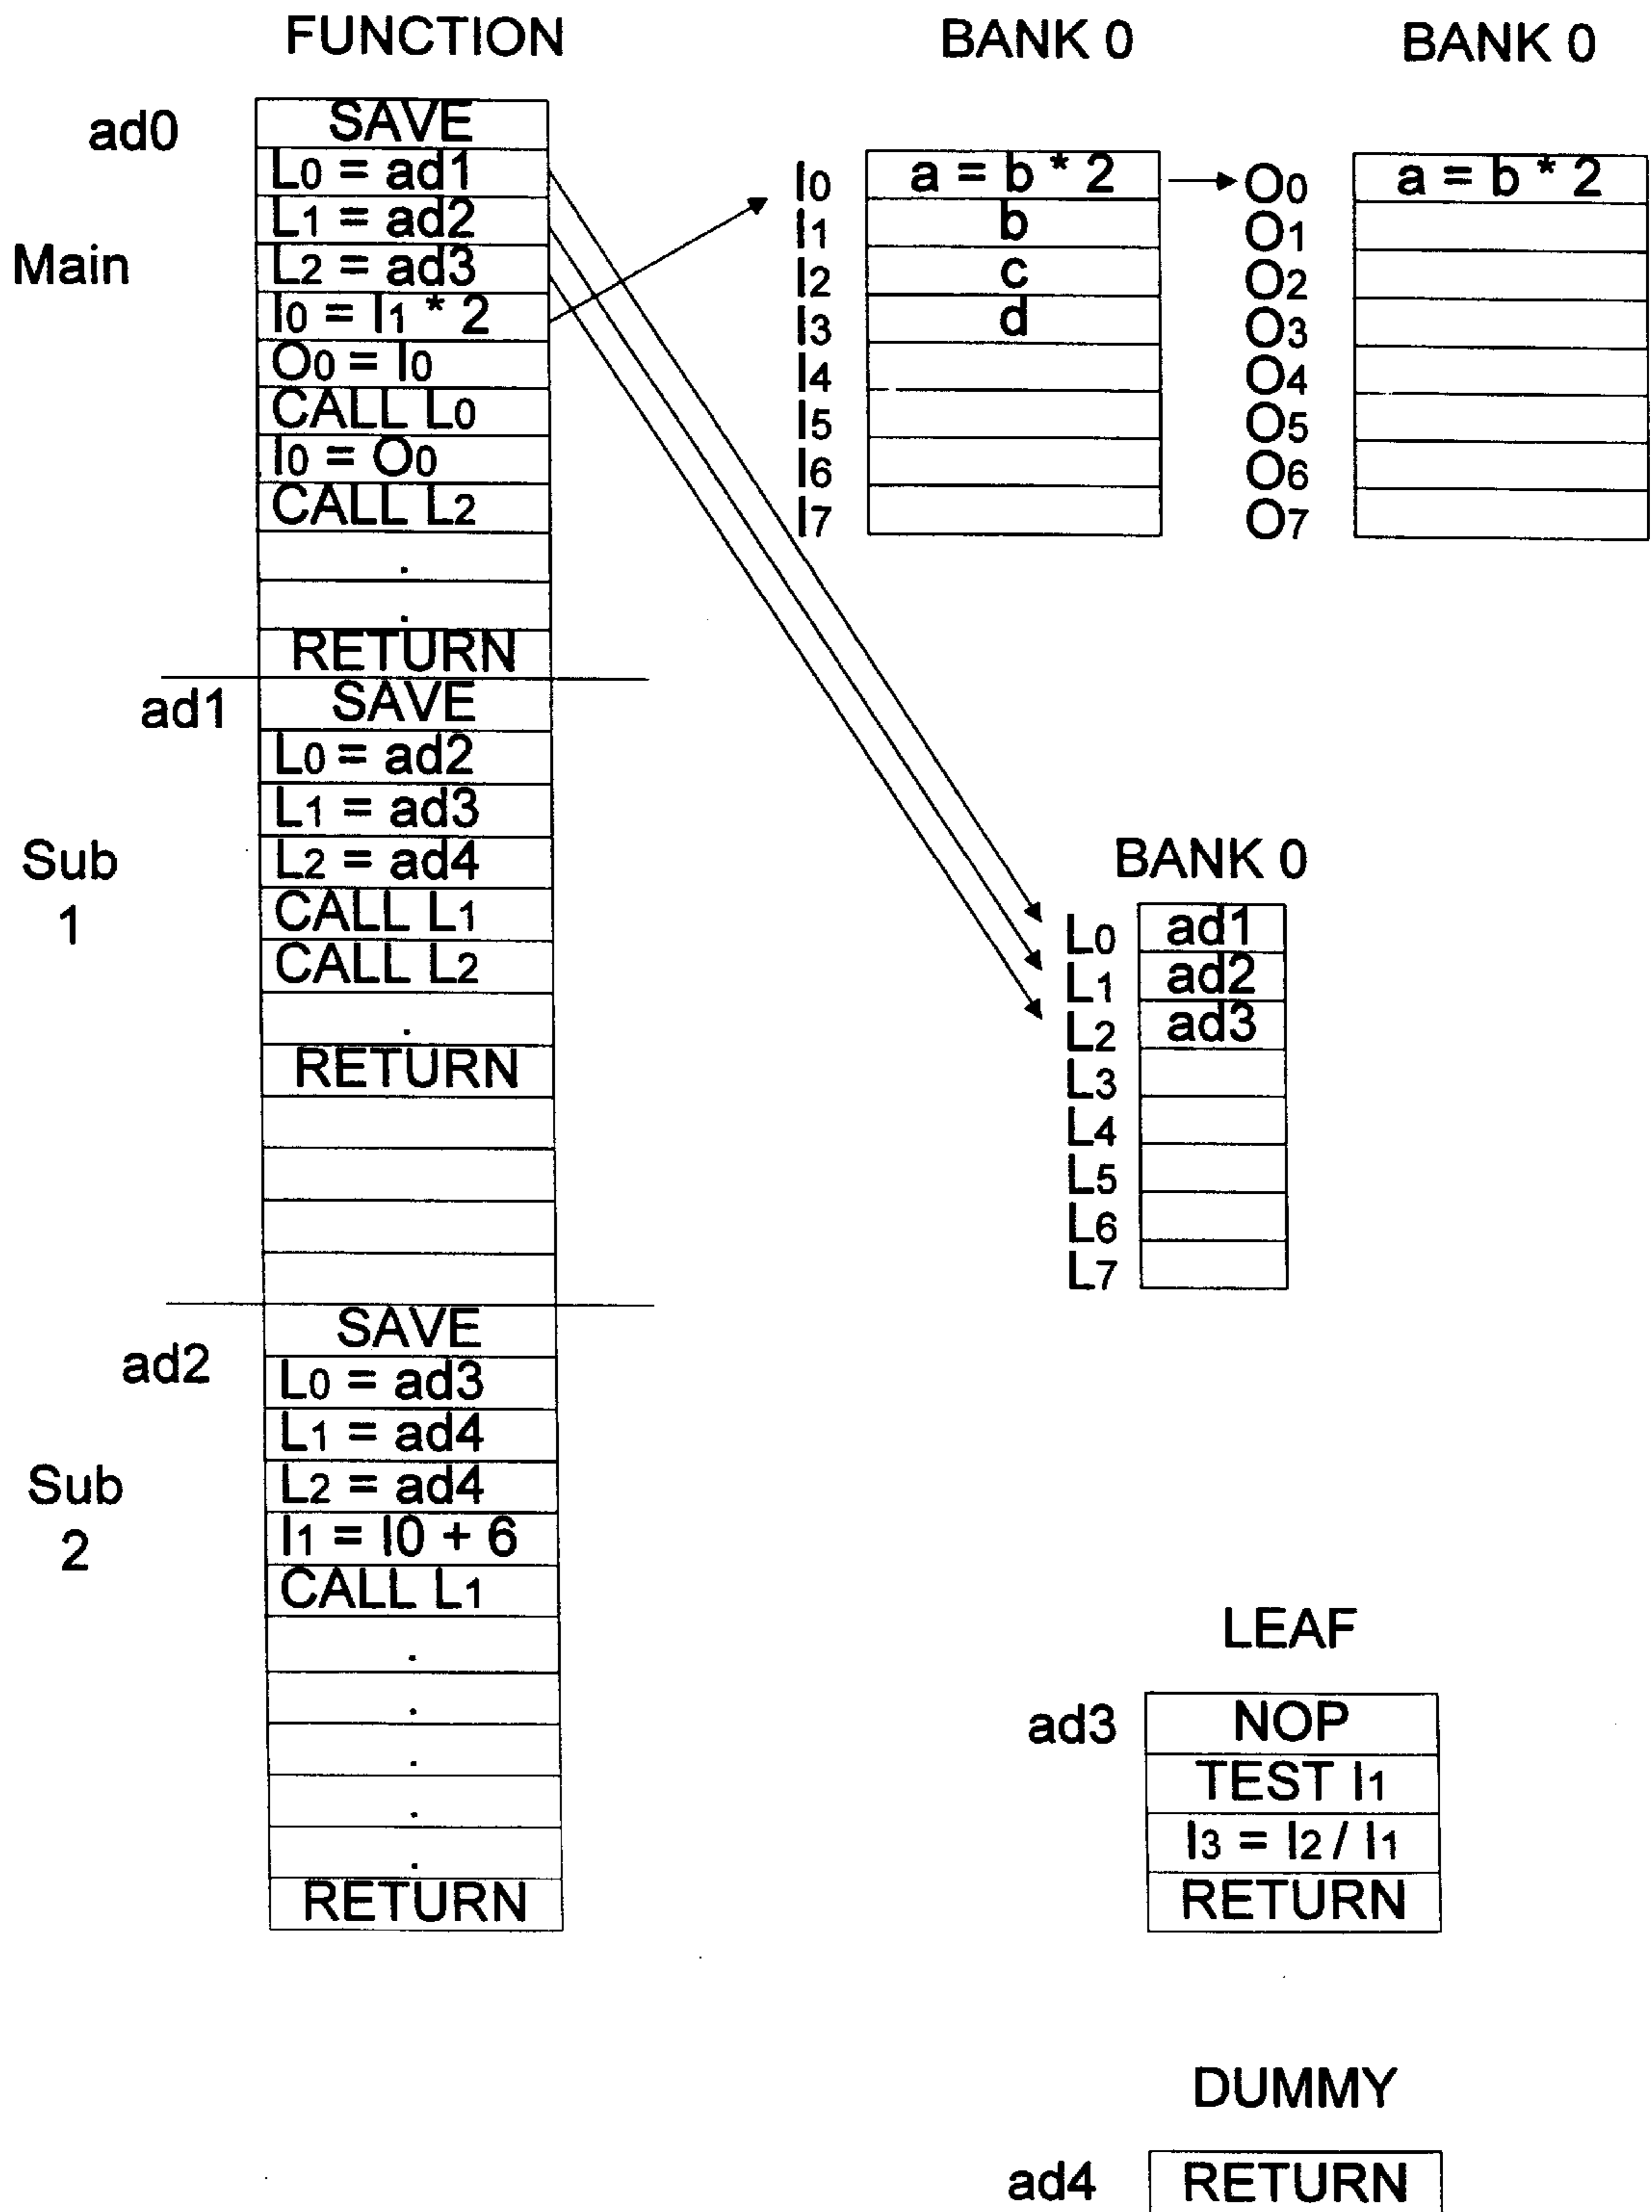 FUNCTION
BANK 0
BANK 0
ad0
Main
SAVE
L0 = ad1
L1 = ad2
L2 = ad3
I0 = I1 * 2
O0 = I0
CALL L0
I0 = O0
CALL L2
.
.
RETURN
I0 a = b * 2
I1 b
I2 c
I3 d
I4
I5
I6
I7
O0 a = b * 2
O1
O2
O3
O4
O5
O6
O7
ad1
Sub
1
SAVE
L0 = ad2
L1 = ad3
L2 = ad4
CALL L1
CALL L2
.
RETURN
BANK 0
L0 ad1
L1 ad2
L2 ad3
L3
L4
L5
L6
L7
ad2
Sub
2
SAVE
L0 = ad3
L1 = ad4
L2 = ad4
I1 = I0 + 6
CALL L1
.
.
.
.
.
RETURN
LEAF
ad3 NOP
TEST I1
I3 = I2 / I1
RETURN
DUMMY
ad4 RETURN